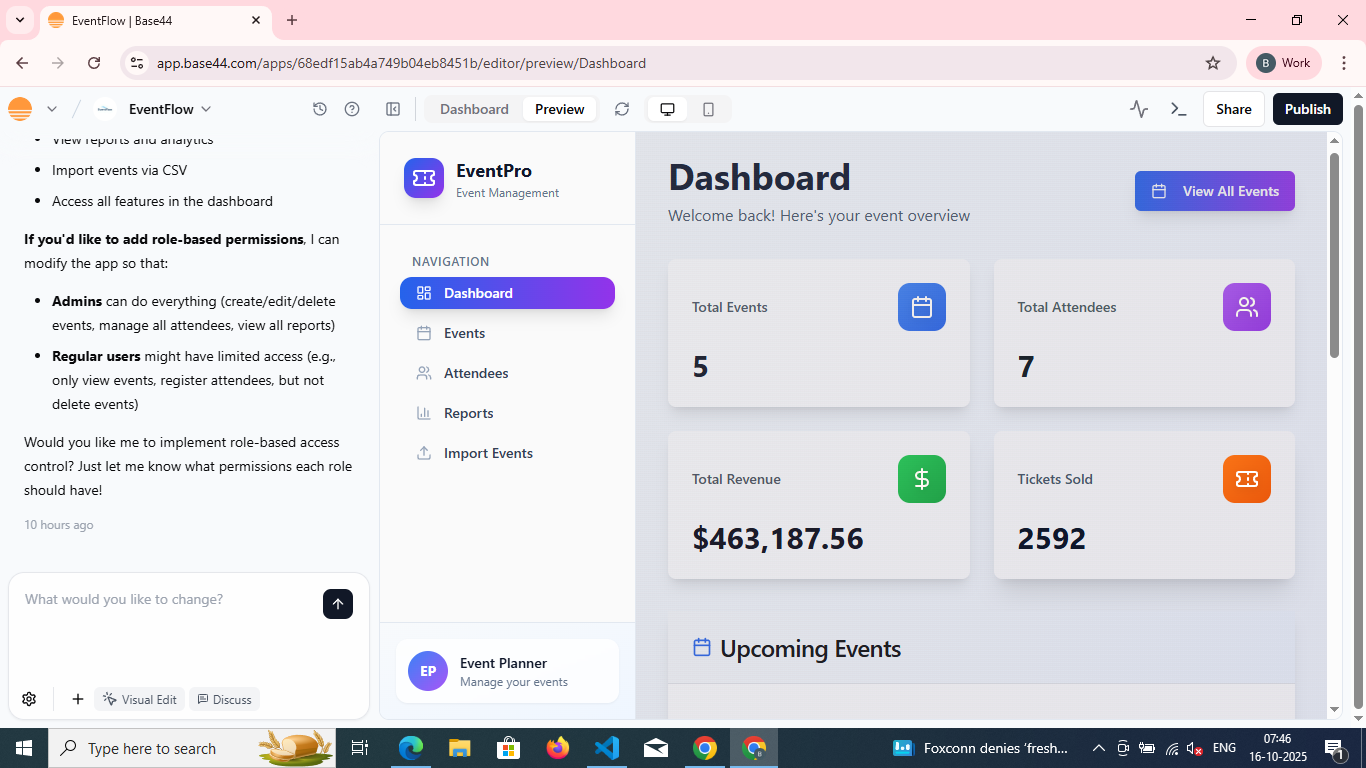 EventFlow | Base44
app.base44.com/apps/68edf15ab4a749b04eb8451b/editor/preview/Dashboard
B Work
EventFlow
Dashboard
Preview
Share
Publish
View reports and analytics
Import events via CSV
Access all features in the dashboard
If you'd like to add role-based permissions, I can
modify the app so that:
Admins can do everything (create/edit/delete
events, manage all attendees, view all reports)
Regular users might have limited access (e.g.,
only view events, register attendees, but not
delete events)
Would you like me to implement role-based access
control? Just let me know what permissions each role
should have!
10 hours ago
What would you like to change?
Visual Edit
Discuss
EventPro
Event Management
NAVIGATION
Dashboard
Events
Attendees
Reports
Import Events
EP
Event Planner
Manage your events
Dashboard
Welcome back! Here's your event overview
View All Events
Total Events
5
Total Attendees
7
Total Revenue
$463,187.56
Tickets Sold
2592
Upcoming Events
Type here to search
Foxconn denies 'fresh...
ENG
07:46
16-10-2025
1